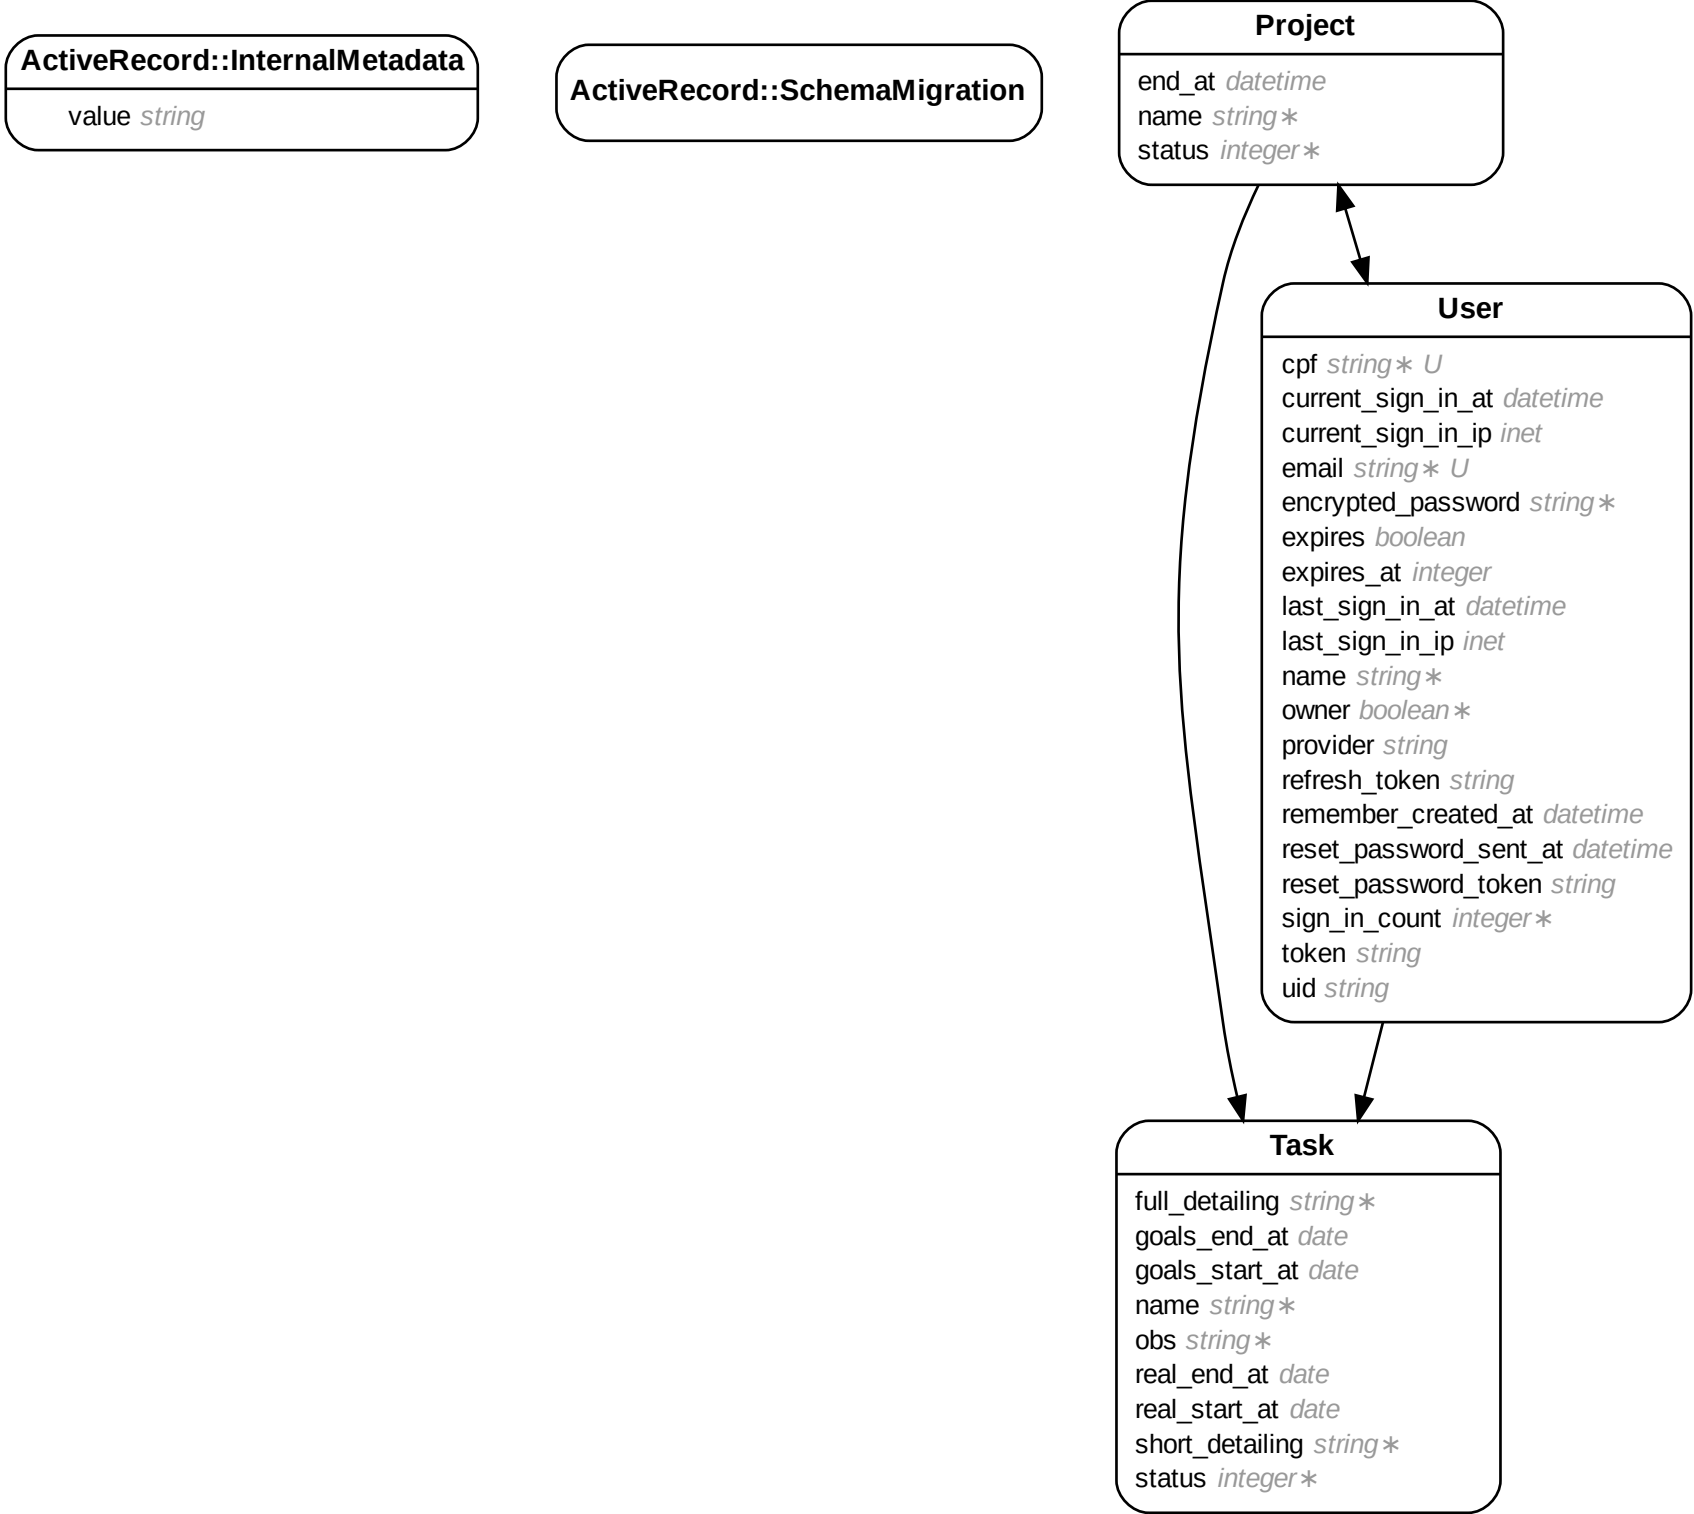 ActiveRecord::InternalMetadata
value string
ActiveRecord::SchemaMigration
Project
end_at datetime
name string∗
status integer∗
User
cpf string∗ U
current_sign_in_at datetime
current_sign_in_ip inet
email string∗ U
encrypted_password string∗
expires boolean
expires_at integer
last_sign_in_at datetime
last_sign_in_ip inet
name string∗
owner boolean∗
provider string
refresh_token string
remember_created_at datetime
reset_password_sent_at datetime
reset_password_token string
sign_in_count integer∗
token string
uid string
Task
full_detailing string∗
goals_end_at date
goals_start_at date
name string∗
obs string∗
real_end_at date
real_start_at date
short_detailing string∗
status integer∗